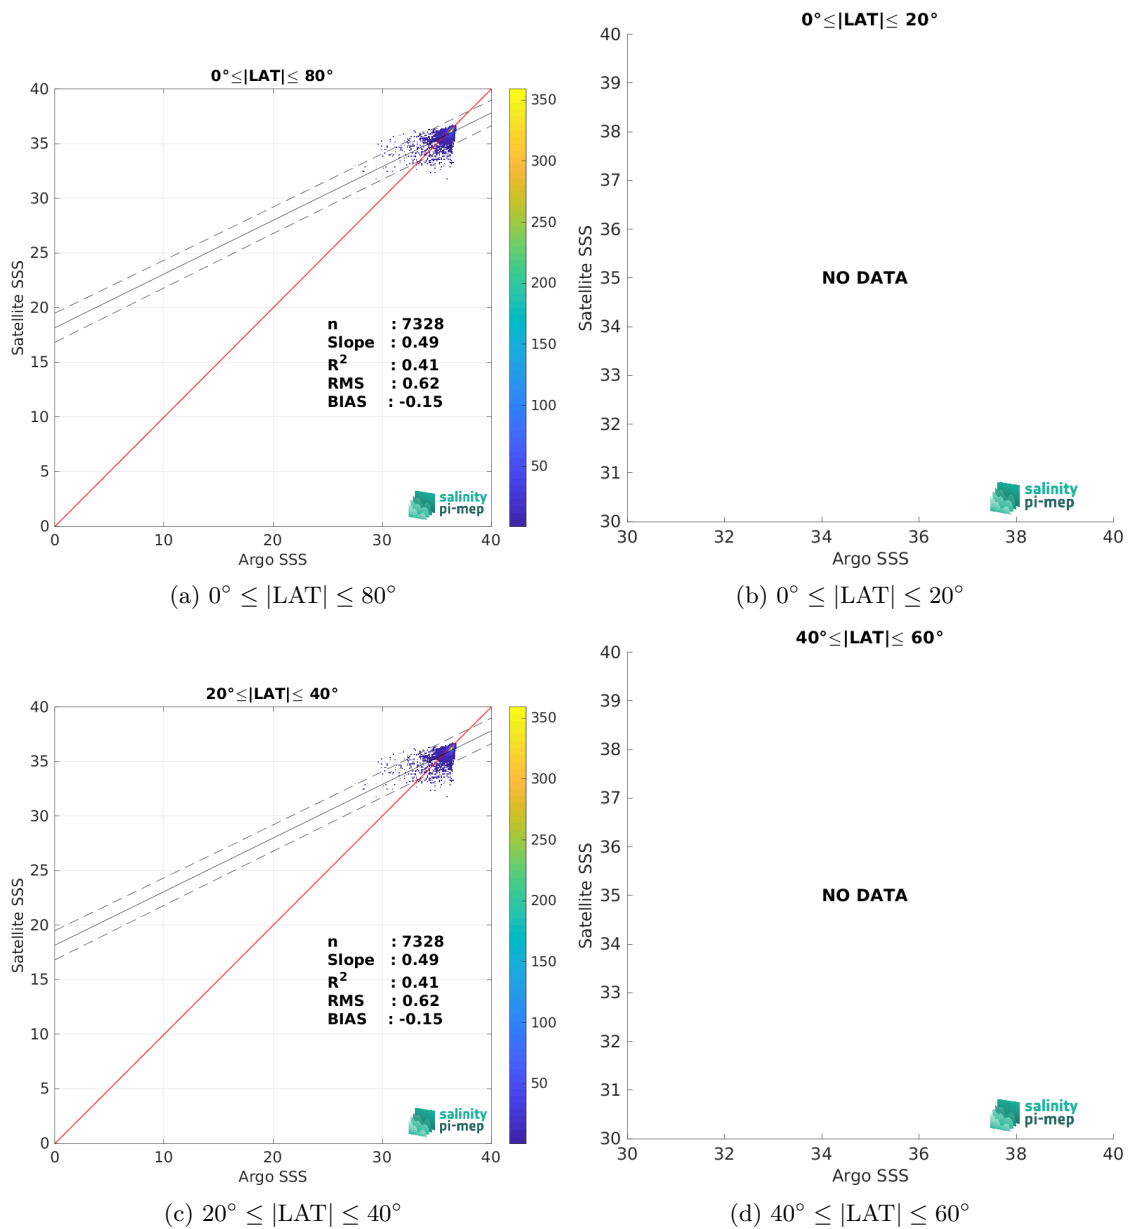 0°≤|LAT|≤ 80°
40
35
30
25
20
15
10
5
0
Satellite SSS
0
10
20
30
40
Argo SSS
350
300
250
200
150
100
50
n : 7328
Slope : 0.49
R² : 0.41
RMS : 0.62
BIAS : -0.15
salinity
pi-mep
(a) 0° ≤ |LAT| ≤ 80°
0°≤|LAT|≤ 20°
40
39
38
37
36
35
34
33
32
31
30
Satellite SSS
NO DATA
30
32
34
36
38
40
Argo SSS
salinity
pi-mep
(b) 0° ≤ |LAT| ≤ 20°
20°≤|LAT|≤ 40°
40
35
30
25
20
15
10
5
0
Satellite SSS
0
10
20
30
40
Argo SSS
350
300
250
200
150
100
50
n : 7328
Slope : 0.49
R² : 0.41
RMS : 0.62
BIAS : -0.15
salinity
pi-mep
(c) 20° ≤ |LAT| ≤ 40°
40°≤|LAT|≤ 60°
40
39
38
37
36
35
34
33
32
31
30
Satellite SSS
NO DATA
30
32
34
36
38
40
Argo SSS
salinity
pi-mep
(d) 40° ≤ |LAT| ≤ 60°